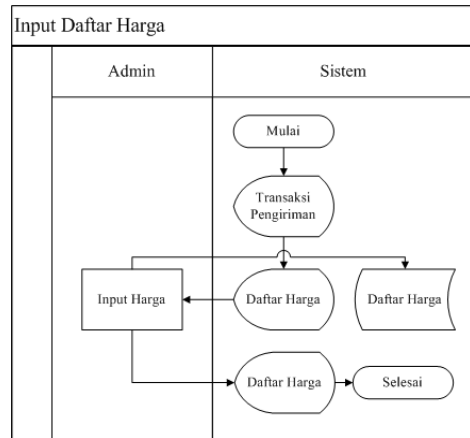 Input Daftar Harga
Admin
Sistem
Mulai
Transaksi
Pengiriman
Input Harga
Daftar Harga
Daftar Harga
Daftar Harga
Selesai